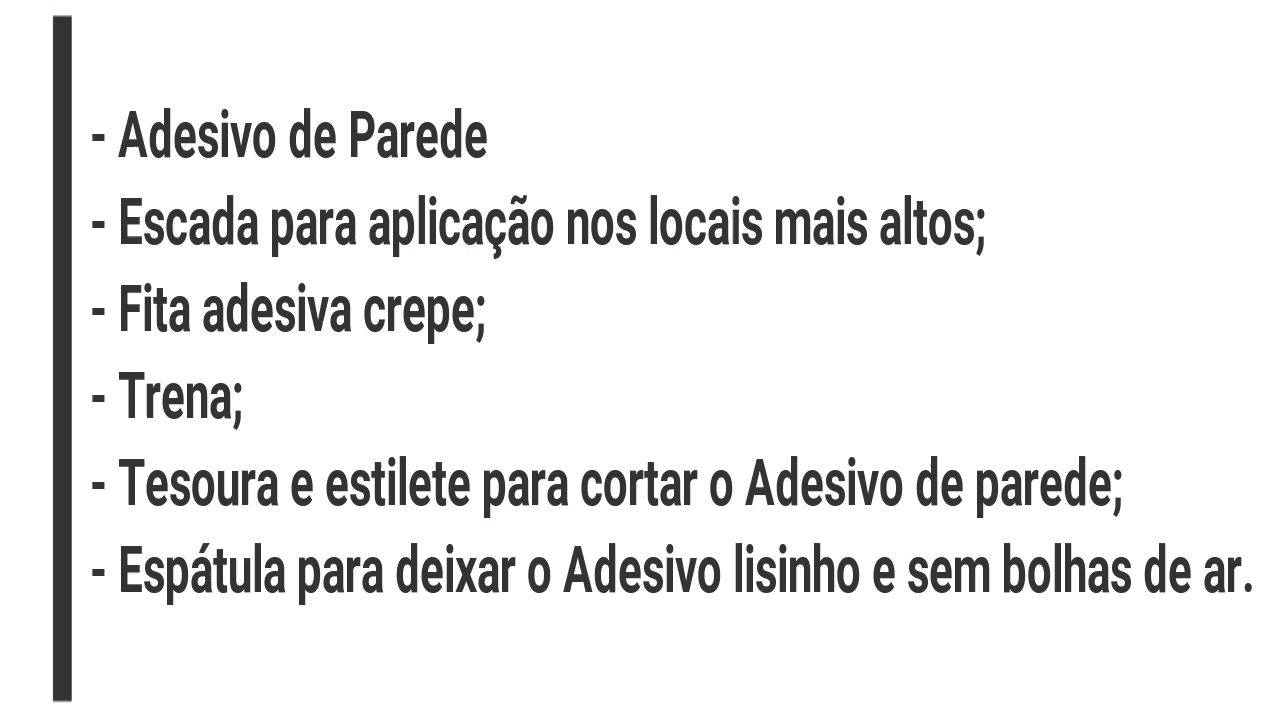 - Adesivo de Parede
- Escada para aplicação nos locais mais altos;
- Fita adesiva crepe;
- Trena;
- Tesoura e estilete para cortar o Adesivo de parede;
- Espátula para deixar o Adesivo lisinho e sem bolhas de ar.